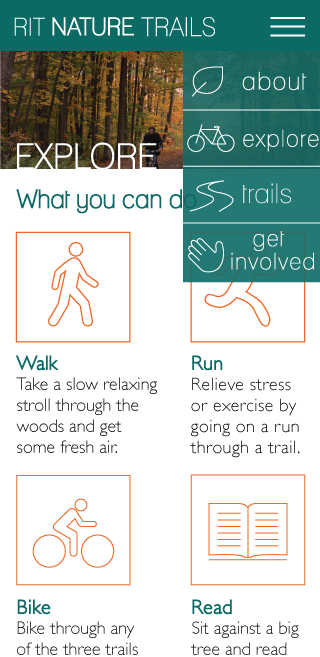 RIT NATURE TRAILS
about
explore
trails
get
involved
EXPLORE
What you can do
Walk
Take a slow relaxing
stroll through the
woods and get
some fresh air.
Run
Relieve stress
or exercise by
going on a run
through a trail.
Bike
Bike through any
of the three trails
Read
Sit against a big
tree and read